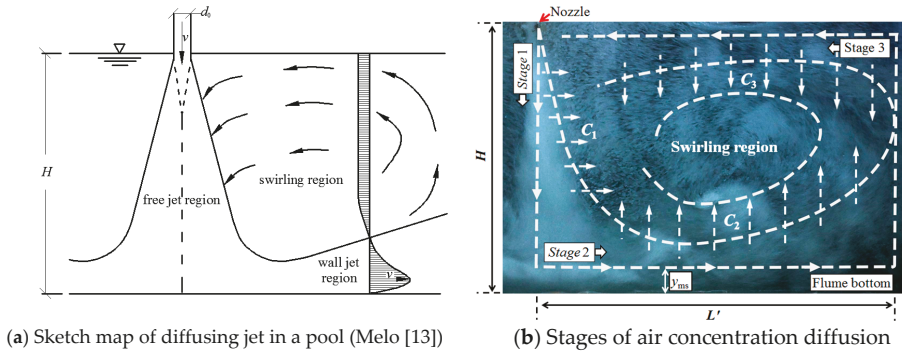 d₀
v
H
free jet region
swirling region
wall jet
region
v
(a) Sketch map of diffusing jet in a pool (Melo [13])
Nozzle
Stage 1
Stage 3
C₃
C₁
H
Swirling region
C₂
Stage 2
yms
Flume bottom
L'
(b) Stages of air concentration diffusion